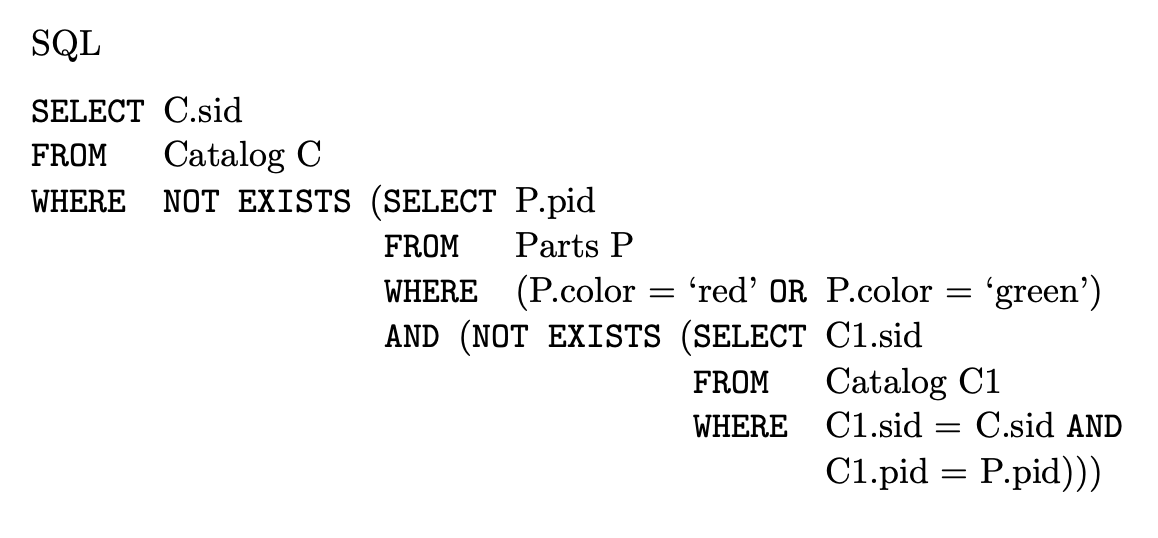 SQL
SELECT C.sid
FROM Catalog C
WHERE NOT EXISTS (SELECT P.pid
FROM Parts P
WHERE (P.color = ‘red’ OR P.color = ‘green’)
AND (NOT EXISTS (SELECT C1.sid
FROM Catalog C1
WHERE C1.sid = C.sid AND
C1.pid = P.pid)))